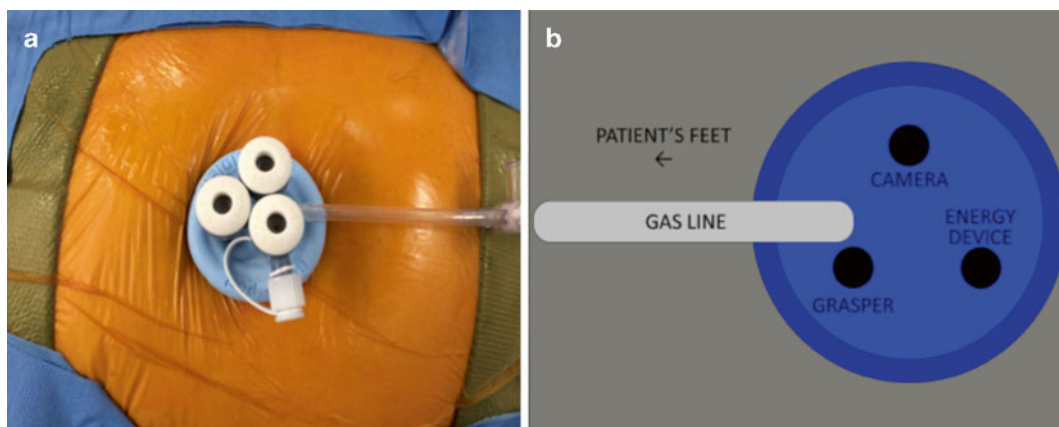 a
b
PATIENT'S FEET
←
CAMERA
GAS LINE
ENERGY
DEVICE
GRASPER